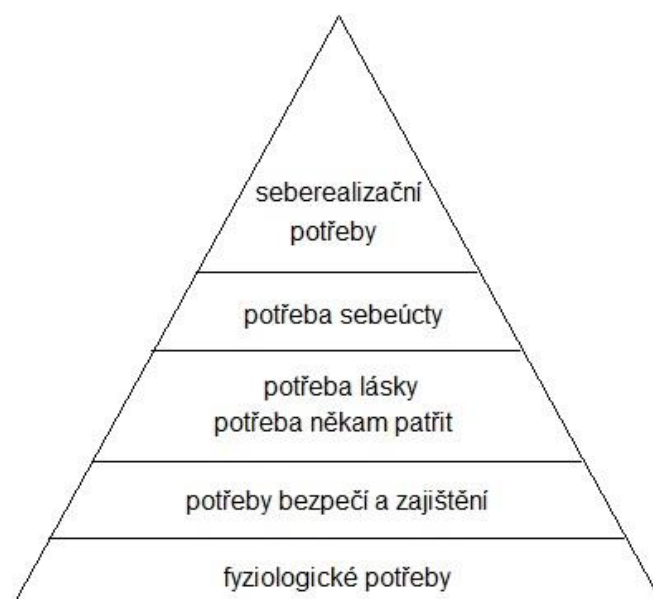 seberealizační
potřeby
potřeba sebeúcty
potřeba lásky
potřeba někam patřit
potřeby bezpečí a zajištění
fyziologické potřeby